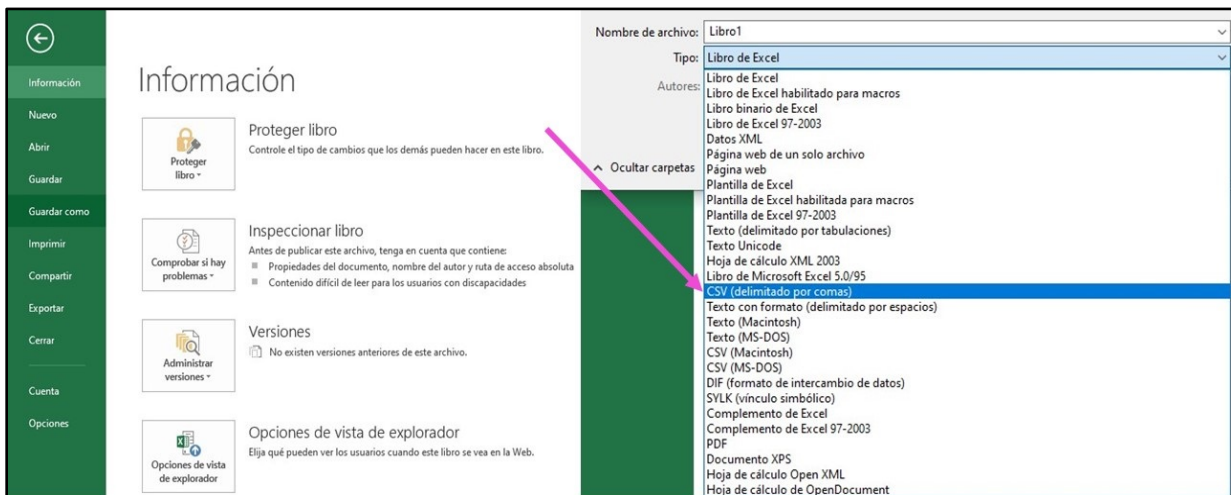 Información
Nuevo
Abrir
Guardar
Guardar como
Imprimir
Compartir
Exportar
Cerrar
Cuenta
Opciones
Información
Proteger libro
Controle el tipo de cambios que los demás pueden hacer en este libro.
Proteger
libro
Inspeccionar libro
Antes de publicar este archivo, tenga en cuenta que contiene:
Propiedades del documento, nombre del autor y ruta de acceso absoluta
Contenido difícil de leer para los usuarios con discapacidades
Comprobar si hay
problemas
Versiones
No existen versiones anteriores de este archivo.
Administrar
versiones
Opciones de vista de explorador
Elija qué pueden ver los usuarios cuando este libro se vea en la Web.
Opciones de vista
de explorador
Nombre de archivo: Libro1
Tipo: Libro de Excel
Autores:
Ocultar carpetas
Libro de Excel
Libro de Excel habilitado para macros
Libro binario de Excel
Libro de Excel 97-2003
Datos XML
Página web de un solo archivo
Página web
Plantilla de Excel
Plantilla de Excel habilitada para macros
Plantilla de Excel 97-2003
Texto (delimitado por tabulaciones)
Texto Unicode
Hoja de cálculo XML 2003
Libro de Microsoft Excel 5.0/95
CSV (delimitado por comas)
Texto con formato (delimitado por espacios)
Texto (Macintosh)
Texto (MS-DOS)
CSV (Macintosh)
CSV (MS-DOS)
DIF (formato de intercambio de datos)
SYLK (vínculo simbólico)
Complemento de Excel
Complemento de Excel 97-2003
PDF
Documento XPS
Hoja de cálculo Open XML
Hoja de cálculo de OpenDocument